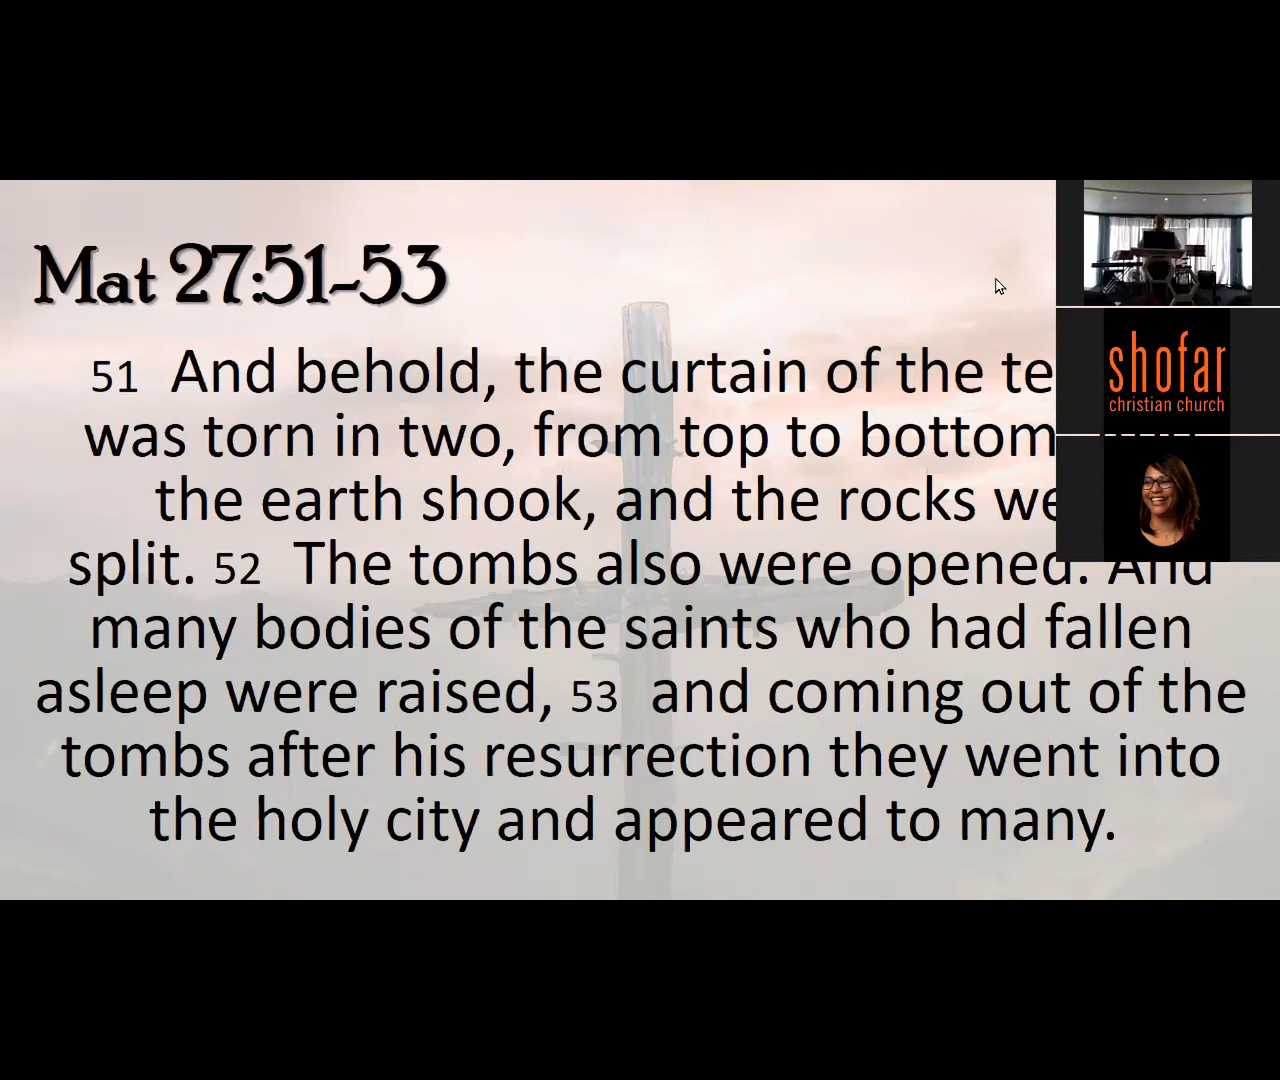 Mat 27:51-53
51 And behold, the curtain of the te
was torn in two, from top to bottom
the earth shook, and the rocks we
split. 52 The tombs also were opened. And
many bodies of the saints who had fallen
asleep were raised, 53 and coming out of the
tombs after his resurrection they went into
the holy city and appeared to many.
shofar
christian church